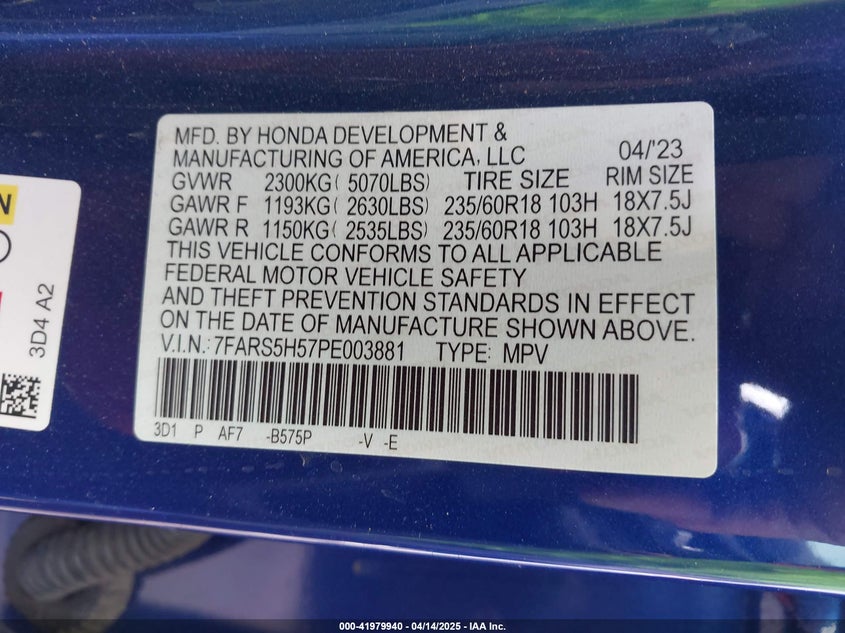 MFD. BY HONDA DEVELOPMENT &
MANUFACTURING OF AMERICA, LLC 04/'23
GVWR 2300KG( 5070LBS) TIRE SIZE RIM SIZE
GAWR F 1193KG( 2630LBS) 235/60R18 103H 18X7.5J
GAWR R 1150KG( 2535LBS) 235/60R18 103H 18X7.5J
THIS VEHICLE CONFORMS TO ALL APPLICABLE
FEDERAL MOTOR VEHICLE SAFETY
AND THEFT PREVENTION STANDARDS IN EFFECT
ON THE DATE OF MANUFACTURE SHOWN ABOVE.
V.I.N.:7FARS5H57PE003881 TYPE: MPV
3D1 P AF7 -B575P -V -E
N
3D4 A2
000-41979940 - 04/14/2025 - IAA Inc.